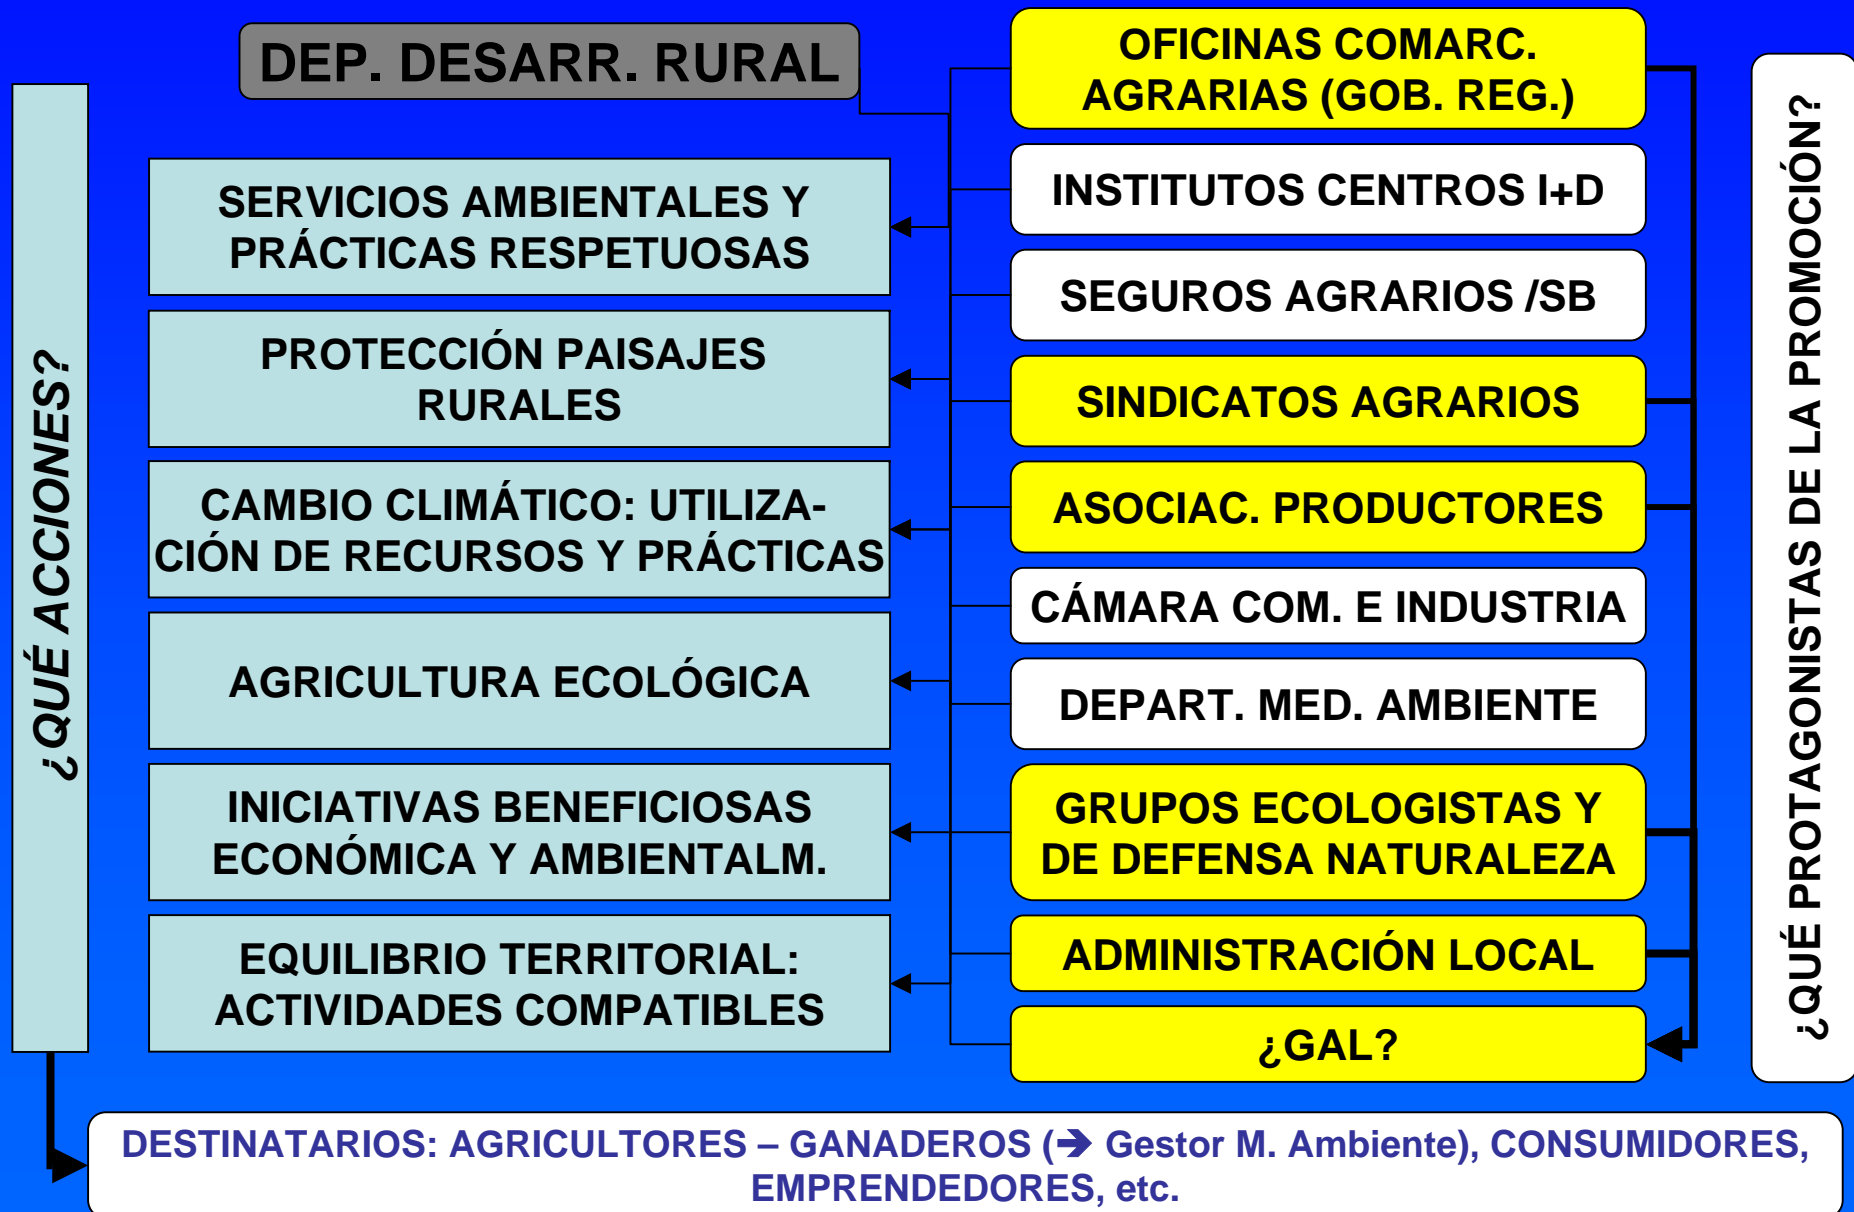 DEP. DESARR. RURAL
¿QUÉ ACCIONES?
SERVICIOS AMBIENTALES Y
PRÁCTICAS RESPETUOSAS
PROTECCIÓN PAISAJES
RURALES
CAMBIO CLIMÁTICO: UTILIZA-
CIÓN DE RECURSOS Y PRÁCTICAS
AGRICULTURA ECOLÓGICA
INICIATIVAS BENEFICIOSAS
ECONÓMICA Y AMBIENTALM.
EQUILIBRIO TERRITORIAL:
ACTIVIDADES COMPATIBLES
OFICINAS COMARC.
AGRARIAS (GOB. REG.)
INSTITUTOS CENTROS I+D
SEGUROS AGRARIOS /SB
SINDICATOS AGRARIOS
ASOCIAC. PRODUCTORES
CÁMARA COM. E INDUSTRIA
DEPART. MED. AMBIENTE
GRUPOS ECOLOGISTAS Y
DE DEFENSA NATURALEZA
ADMINISTRACIÓN LOCAL
¿GAL?
¿QUÉ PROTAGONISTAS DE LA PROMOCIÓN?
DESTINATARIOS: AGRICULTORES – GANADEROS (➔ Gestor M. Ambiente), CONSUMIDORES,
EMPRENDEDORES, etc.